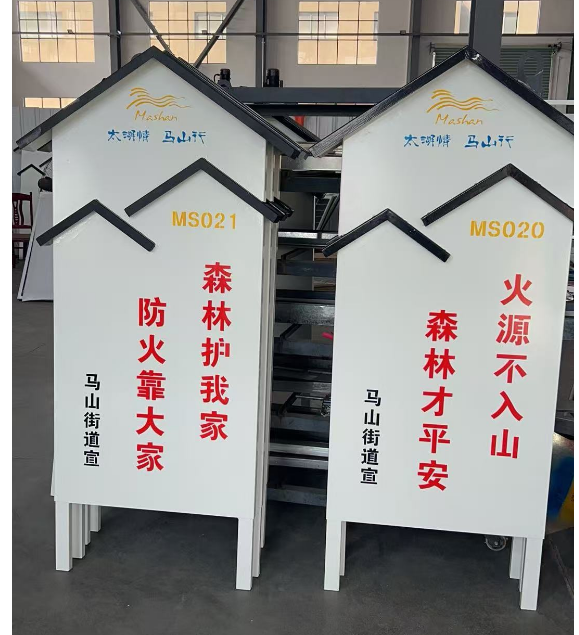 Mashan
太湖情 马山行
MS021
森林护我家
防火靠大家
马山街道宣
Mashan
太湖情 马山行
MS020
火源不入山
森林才平安
马山街道宣